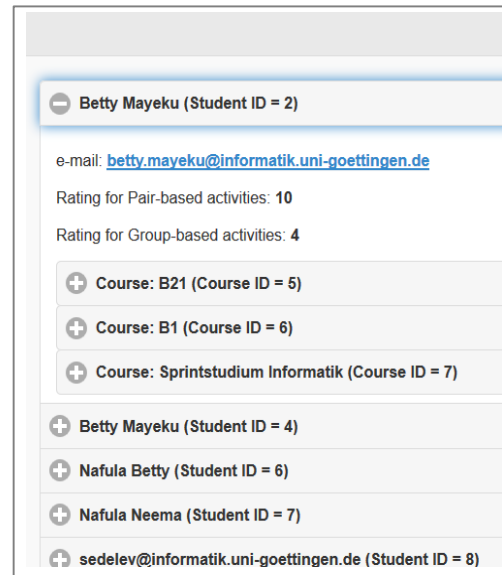 Betty Mayeku (Student ID = 2)
e-mail: betty.mayeku@informatik.uni-goettingen.de
Rating for Pair-based activities: 10
Rating for Group-based activities: 4
Course: B21 (Course ID = 5)
Course: B1 (Course ID = 6)
Course: Sprintstudium Informatik (Course ID = 7)
Betty Mayeku (Student ID = 4)
Nafula Betty (Student ID = 6)
Nafula Neema (Student ID = 7)
sedelev@informatik.uni-goettingen.de (Student ID = 8)